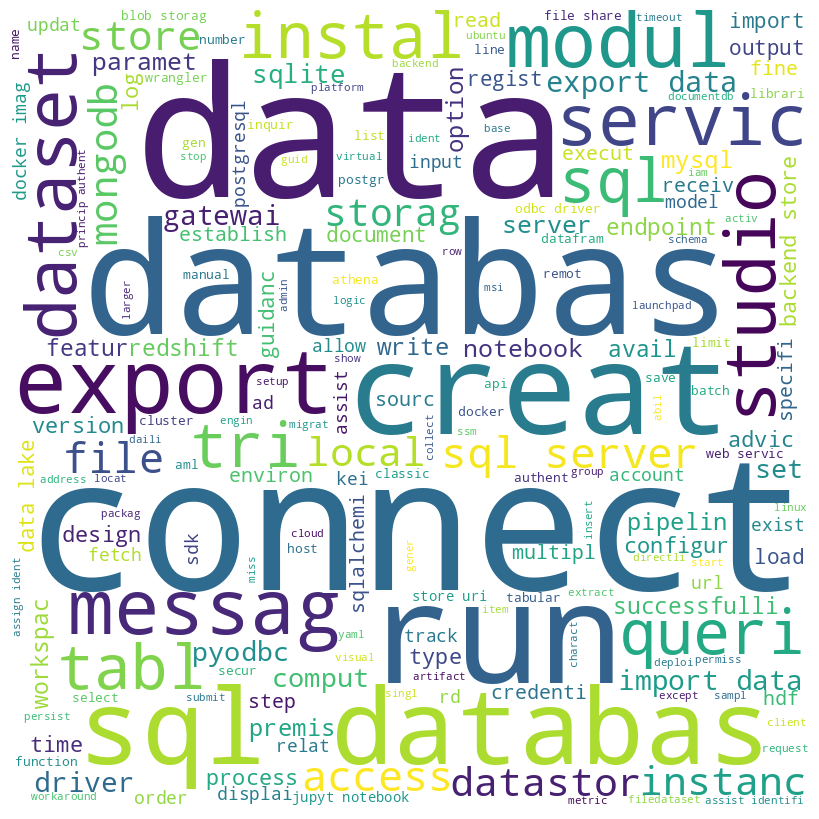 updat
blob storag
store
number
instal
read
ubuntu
file share
timeout
import
modul
output
name
paramet
wrangler
sqlite
backend
line
regist
export data
fine
documentdb
librari
data
dataset
docker imag
mongodb
log
postgresql
platform
inquir
gen
stop
list
guid
ident
virtual
postgr
option
base
input
servic
execut
mysql
sql
receiv
model
iam
princip authent
csv
gatewai
establish
storag
document
odbc driver
server
datafram
endpoint
activ
schema
studio
backend store
databas
manual
larger
admin
athena
logic
row
msi
remot
launchpad
featur
redshift
guidanc
allow
write
notebook
avail
limit
specifi
export
setup
show
assist
ad
sourc
api
creat
save
batch
version
cluster
docker
abil
advic
file
daili
engin
migrat
tri
local
collect
ssm
sql server
web servic
data lake
address
locat
aml
environ
kei
classic
authent
group
account
set
connect
packag
design
fetch
sdk
cloud
host
sqlalchemi
gener
multipl
insert
pipelin
configur
directli
linux
exist
start
load
assign ident
miss
messag
run
store uri
item
tabular
extract
url
successfulli
queri
workspac
yaml
track
type
charact
tabl
pyodbc
visual
artifact
deploi
permiss
secur
comput
credenti
import data
select
submit
step
singl
rd
except
sampl
hdf
persist
sql databas
time
premis
relat
client
request
function
driver
process
access
datastor
instanc
workaround
order
displai
jupyt notebook
metric
filedataset
assist identifi